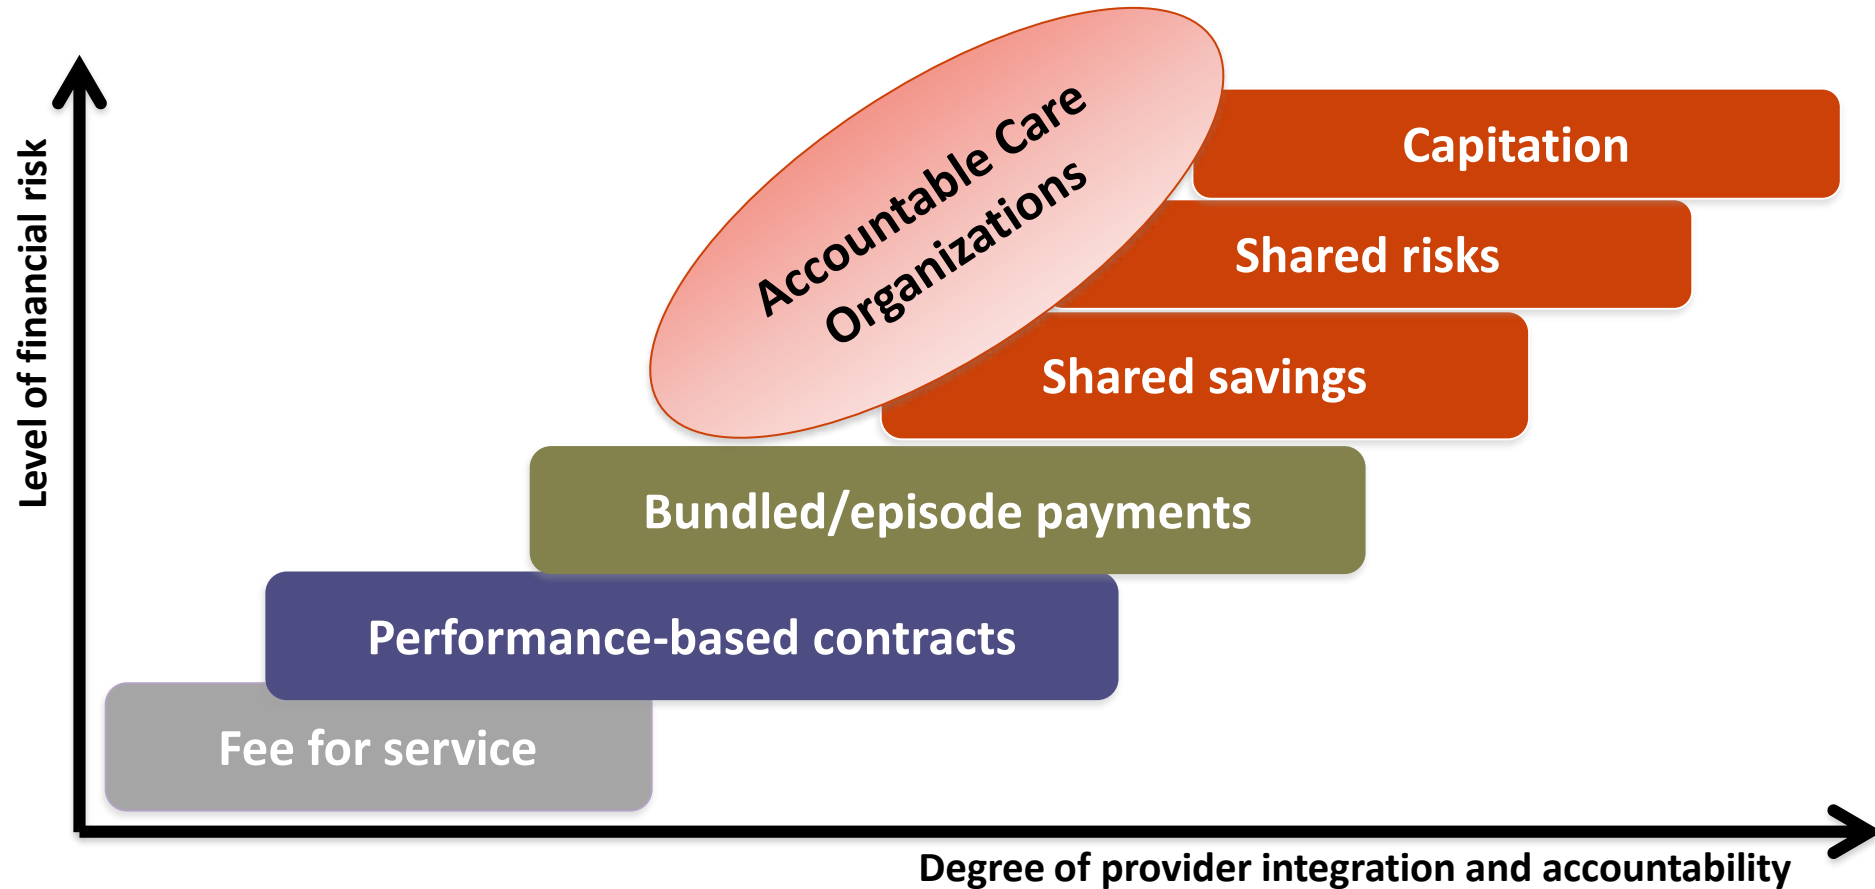 Level of financial risk
Accountable Care
Organizations
Capitation
Shared risks
Shared savings
Bundled/episode payments
Performance-based contracts
Fee for service
Degree of provider integration and accountability